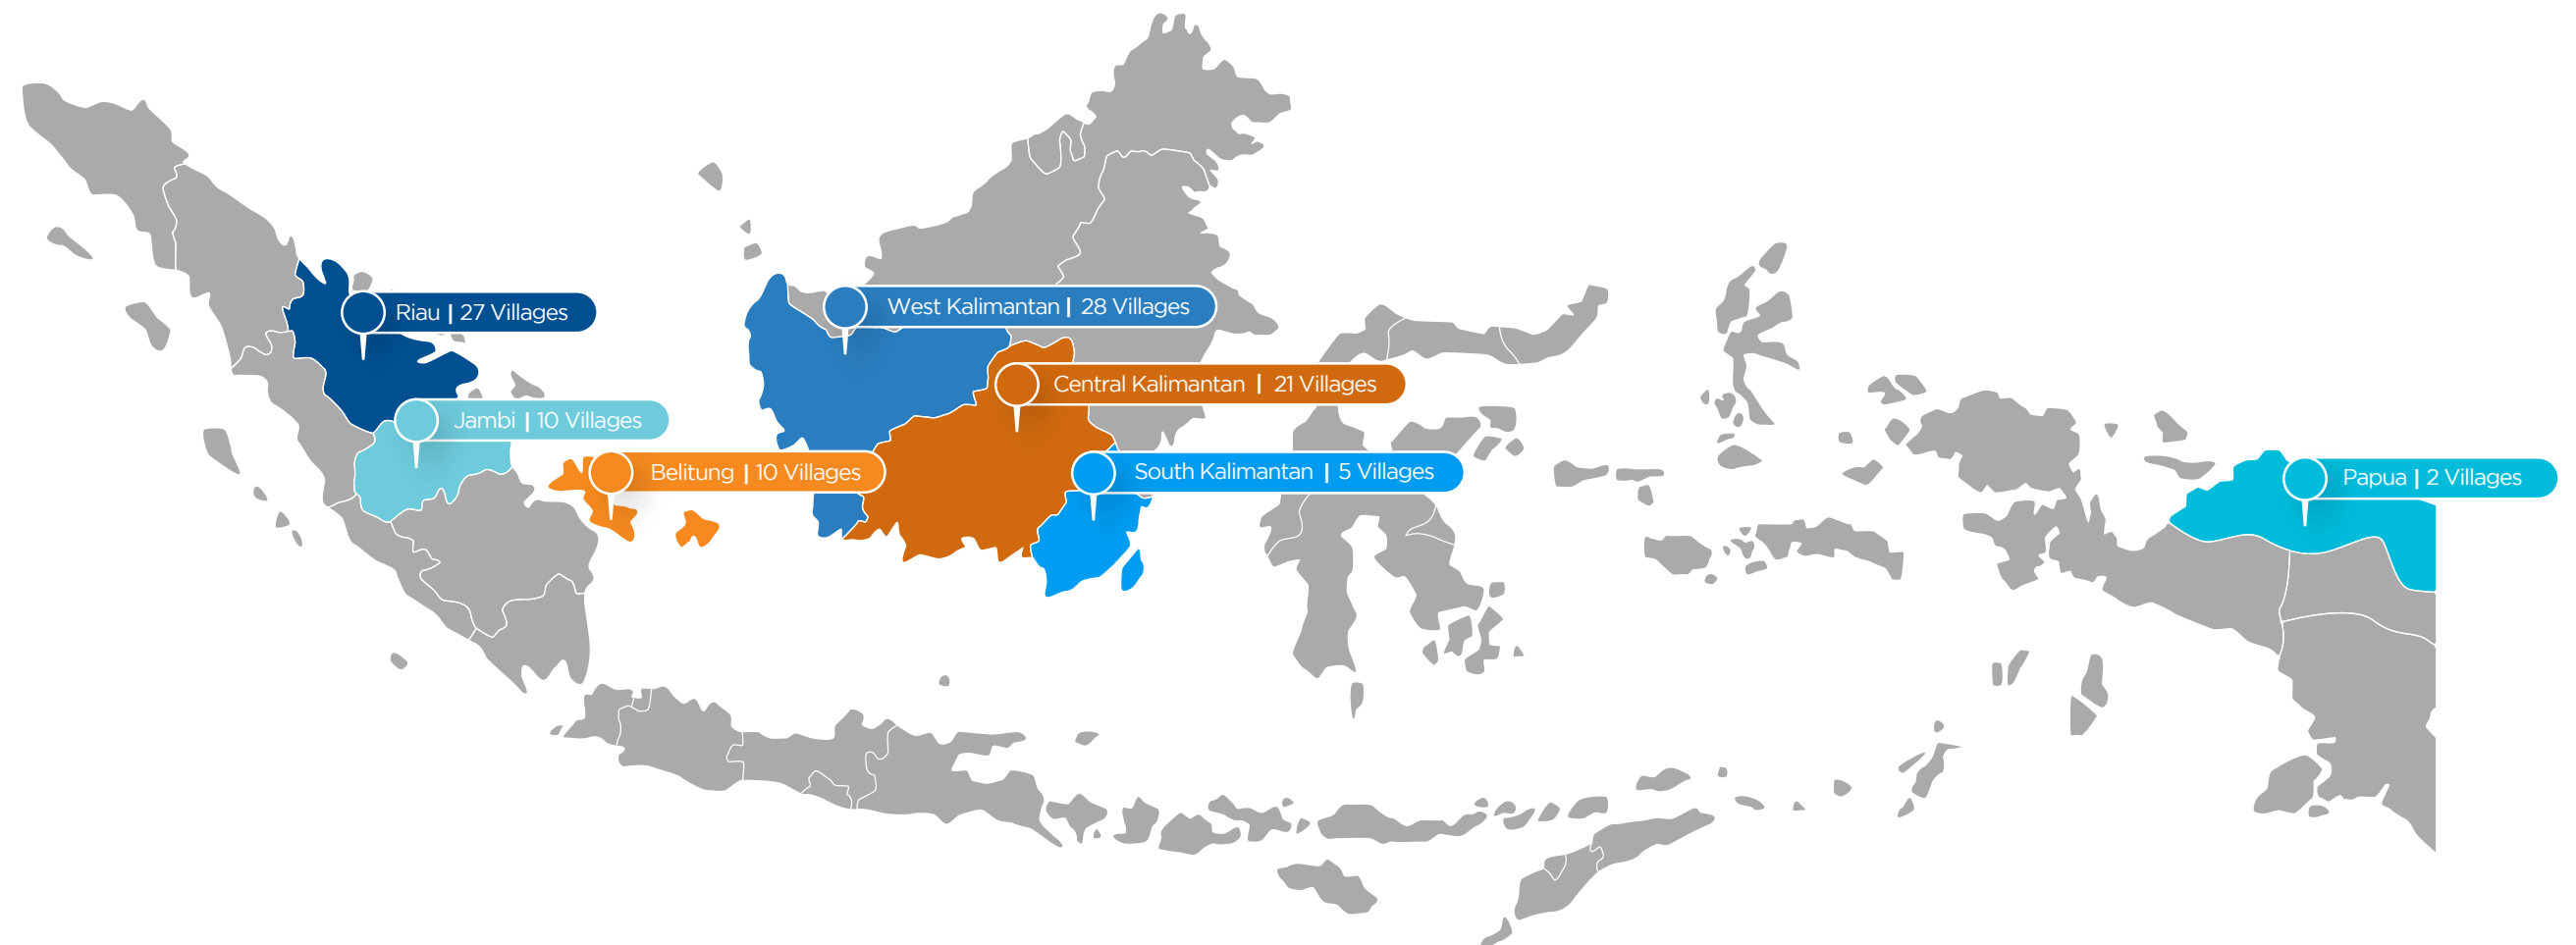 Riau | 27 Villages
West Kalimantan | 28 Villages
Central Kalimantan | 21 Villages
Jambi | 10 Villages
Belitung | 10 Villages
South Kalimantan | 5 Villages
Papua | 2 Villages